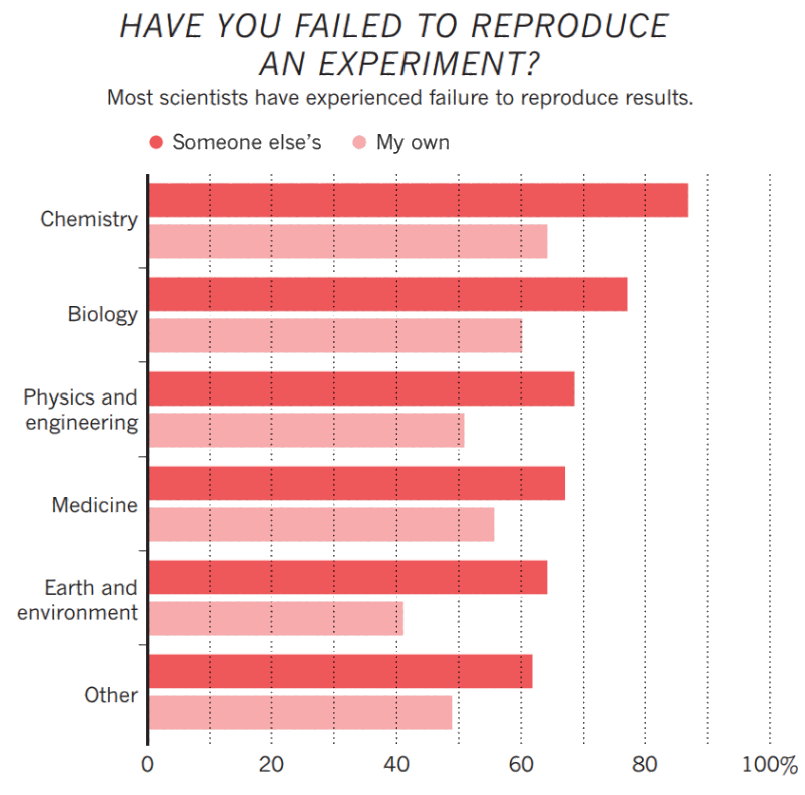 HAVE YOU FAILED TO REPRODUCE
AN EXPERIMENT?
Most scientists have experienced failure to reproduce results.
Someone else's My own
Chemistry
Biology
Physics and
engineering
Medicine
Earth and
environment
Other
0 20 40 60 80 100%